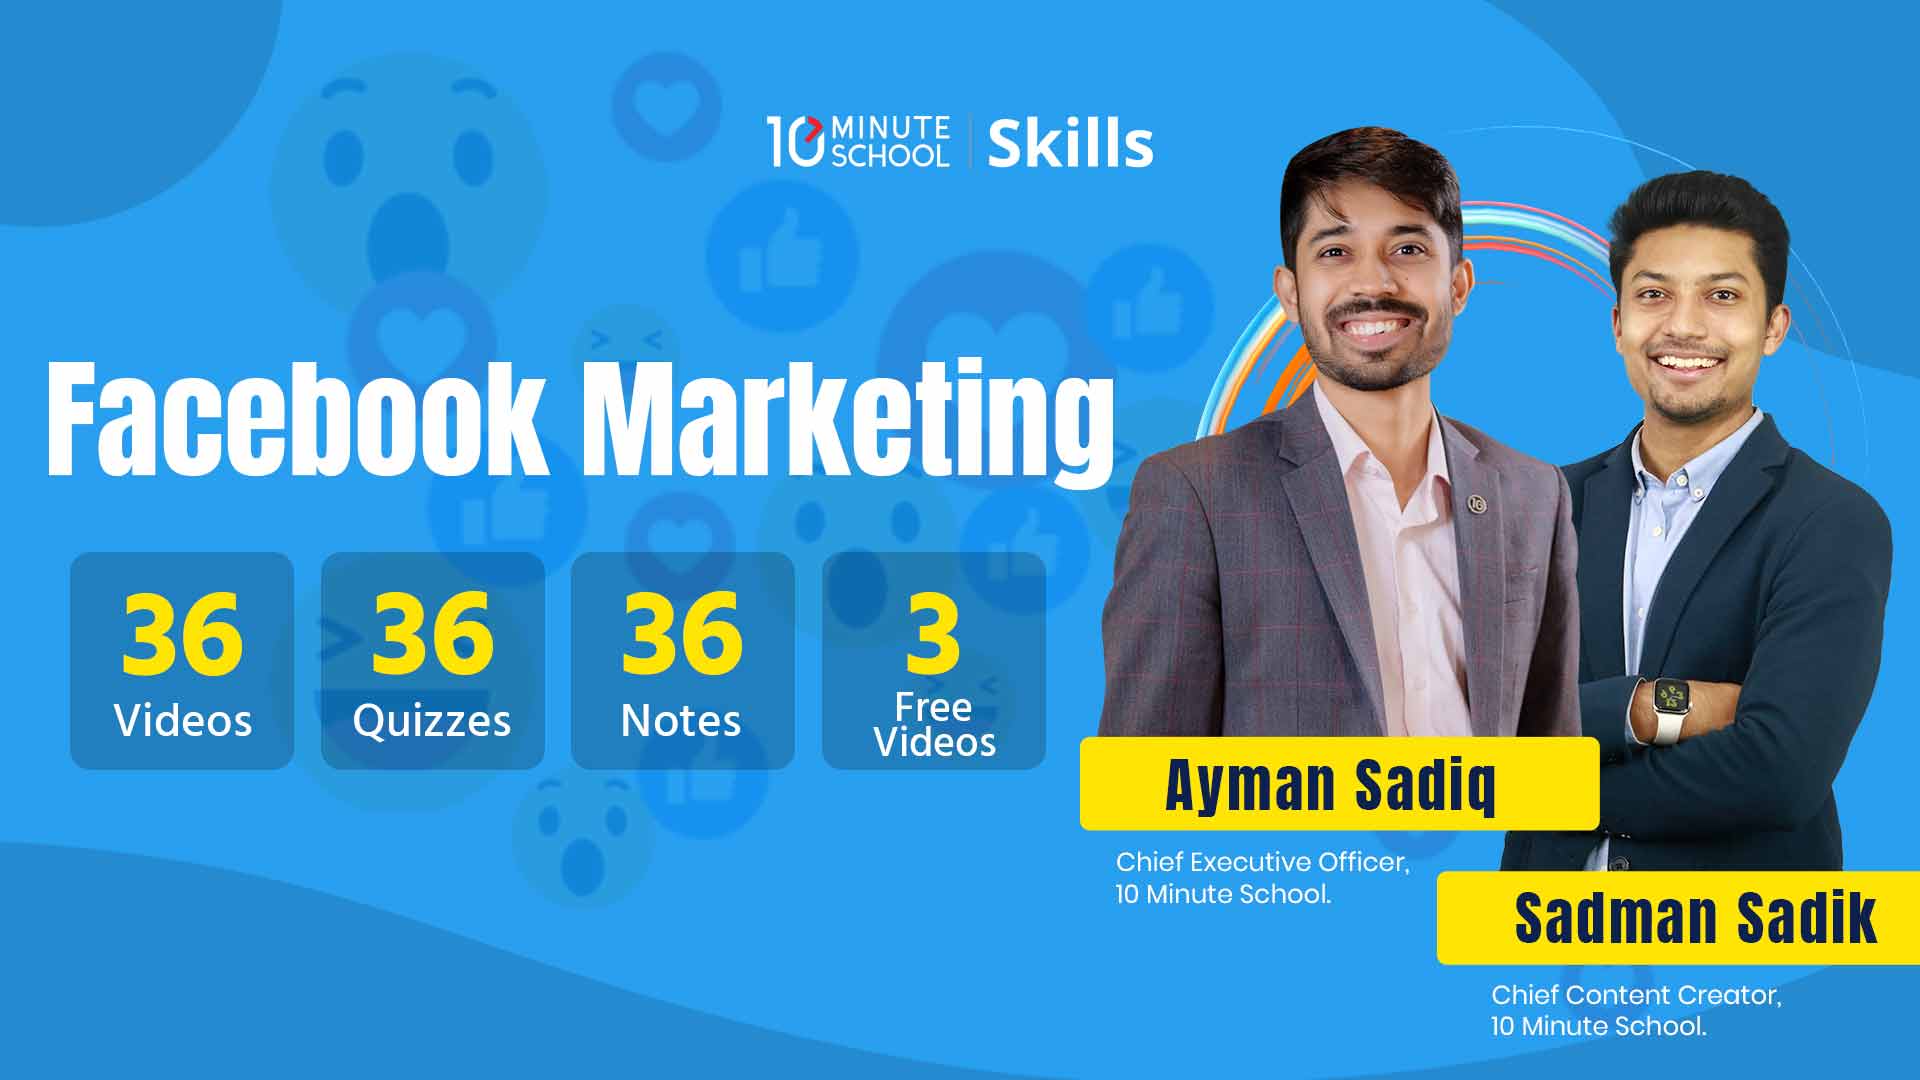 10 MINUTE SCHOOL | Skills
Facebook Marketing
36
Videos
36
Quizzes
36
Notes
3
Free
Videos
Ayman Sadiq
Chief Executive Officer,
10 Minute School.
Sadman Sadik
Chief Content Creator,
10 Minute School.